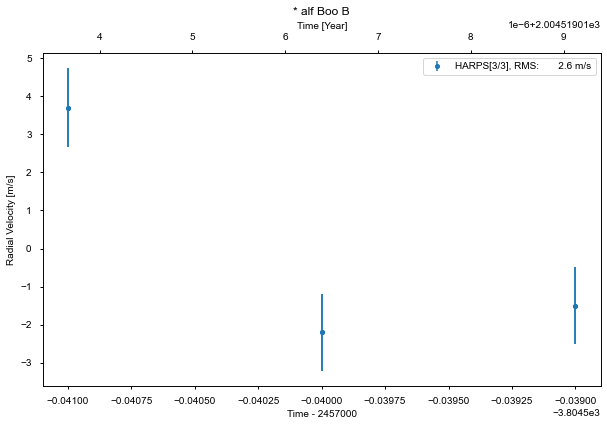 * alf Boo B
Time [Year]
1e−6+2.00451901e3
4 5 6 7 8 9
HARPS[3/3], RMS: 2.6 m/s
Radial Velocity [m/s]
5
4
3
2
1
0
−1
−2
−3
−0.04100 −0.04075 −0.04050 −0.04025 −0.04000 −0.03975 −0.03950 −0.03925 −0.03900
Time - 2457000
−3.8045e3